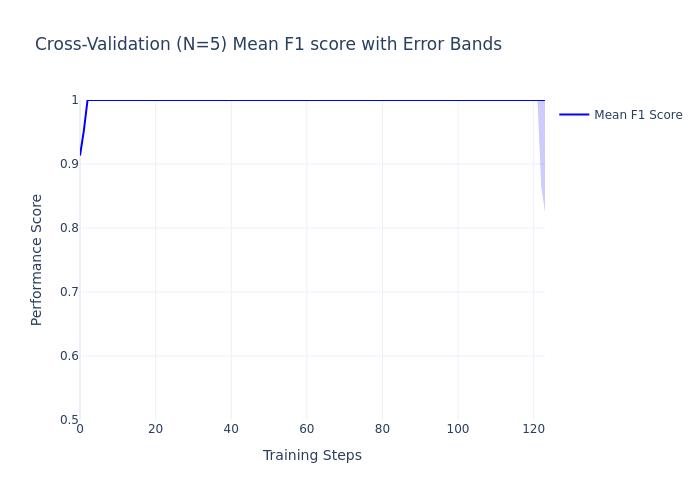 Cross-Validation (N=5) Mean F1 score with Error Bands
1
0.9
0.8
0.7
0.6
0.5
Performance Score
0 20 40 60 80 100 120
Training Steps
Mean F1 Score